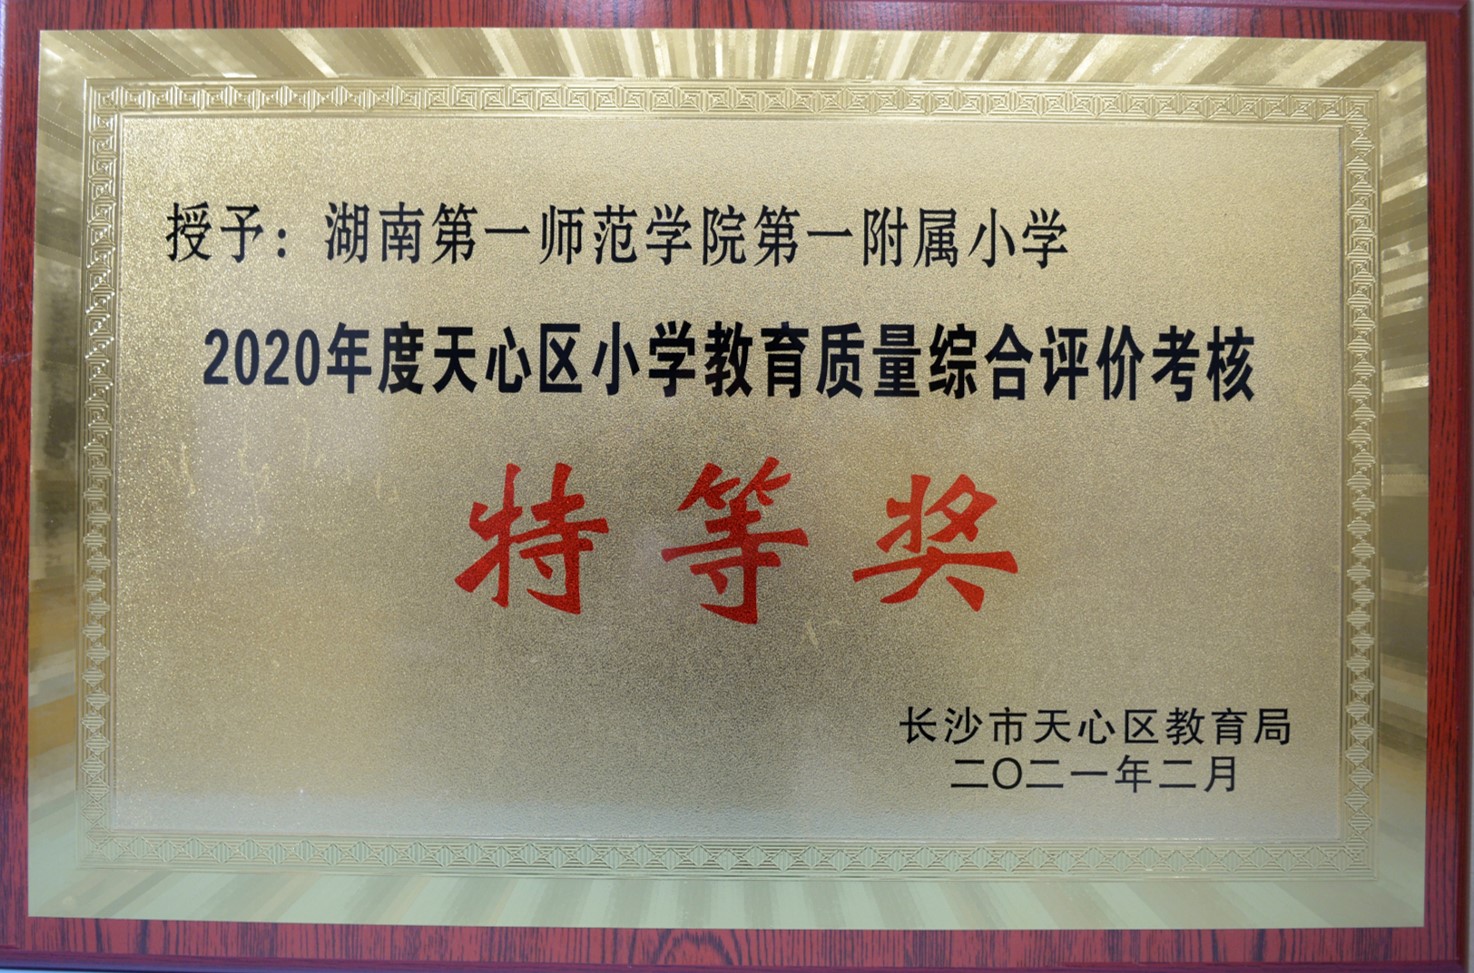 授予：湖南第一师范学院第一附属小学
2020年度天心区小学教育质量综合评价考核
特等奖
长沙市天心区教育局
二〇二一年二月